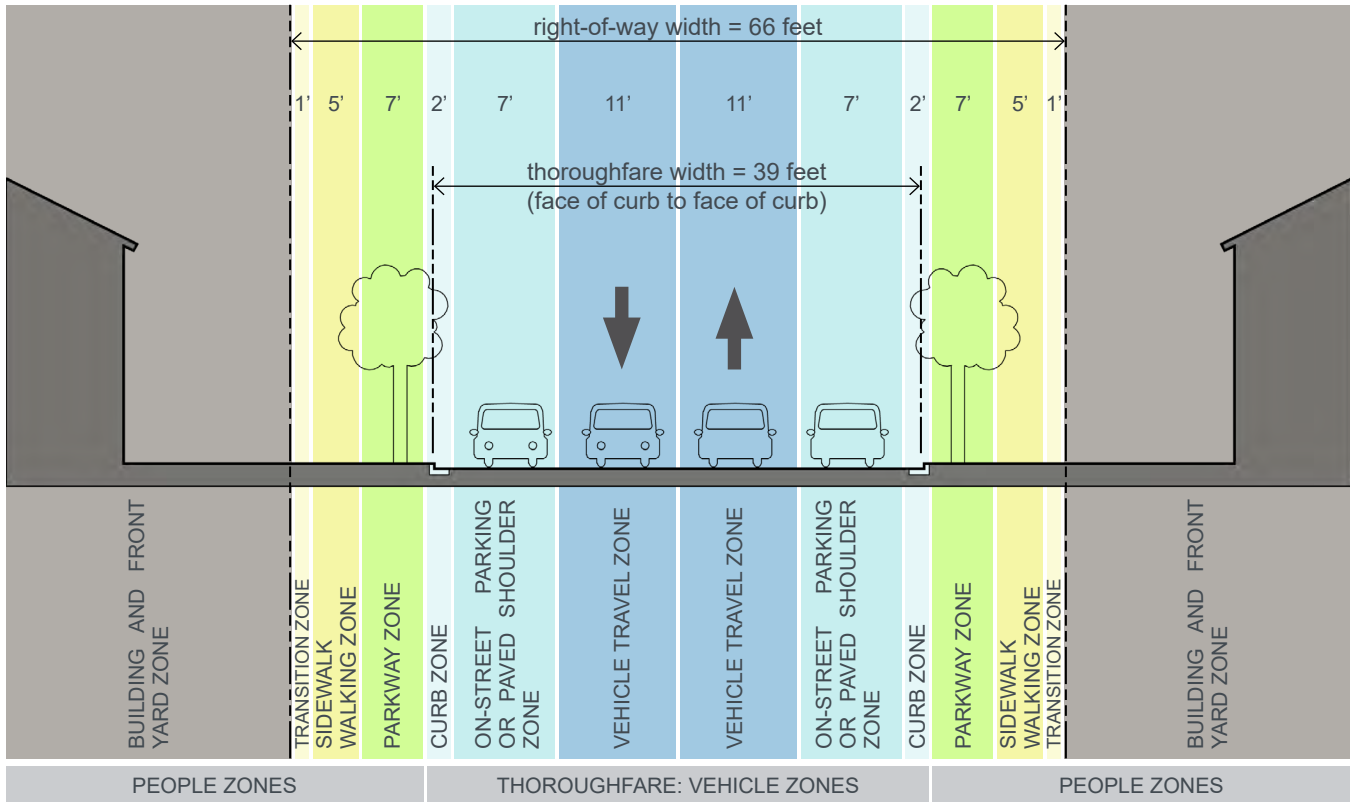 right-of-way width = 66 feet
1’ 5’ 7’ 2’ 7’ 11’ 11’ 7’ 2’ 7’ 5’ 1’
thoroughfare width = 39 feet
(face of curb to face of curb)
BUILDING AND FRONT
YARD ZONE
TRANSITION ZONE
SIDEWALK
WALKING ZONE
PARKWAY ZONE
CURB ZONE
ON-STREET PARKING
OR PAVED SHOULDER
ZONE
VEHICLE TRAVEL ZONE
VEHICLE TRAVEL ZONE
ON-STREET PARKING
OR PAVED SHOULDER
ZONE
CURB ZONE
PARKWAY ZONE
SIDEWALK
WALKING ZONE
TRANSITION ZONE
BUILDING AND FRONT
YARD ZONE
PEOPLE ZONES
THOROUGHFARE: VEHICLE ZONES
PEOPLE ZONES